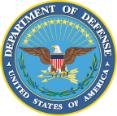 DEPARTMENT OF DEFENSE
UNITED STATES OF AMERICA